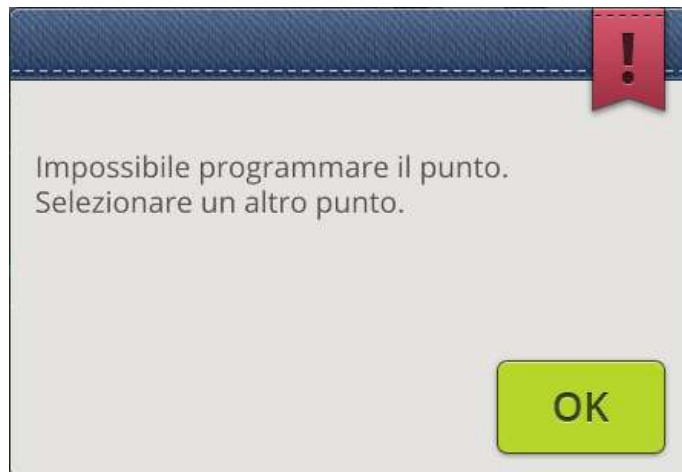 !
Impossibile programmare il punto.
Selezionare un altro punto.
OK